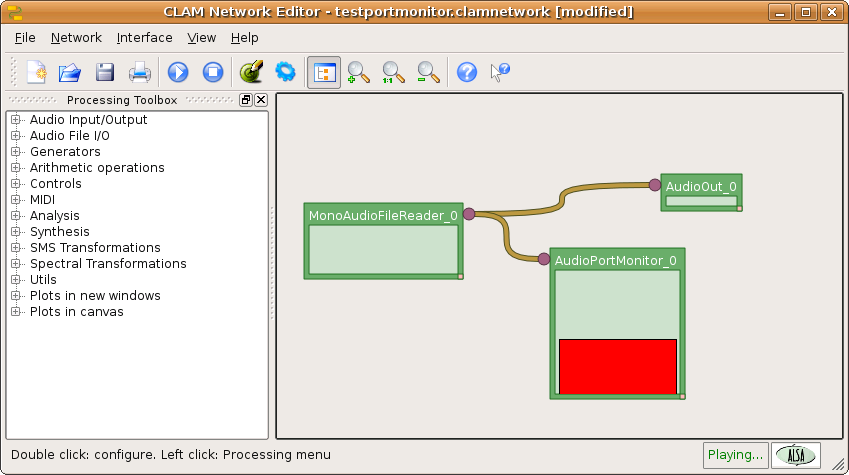 CLAM Network Editor - testportmonitor.clamnetwork [modified]
File Network Interface View Help
1:1
Processing Toolbox
Audio Input/Output
Audio File I/O
Generators
Arithmetic operations
Controls
MIDI
Analysis
Synthesis
SMS Transformations
Spectral Transformations
Utils
Plots in new windows
Plots in canvas
MonoAudioFileReader_0
AudioOut_0
AudioPortMonitor_0
Double click: configure. Left click: Processing menu
Playing...
ALSA